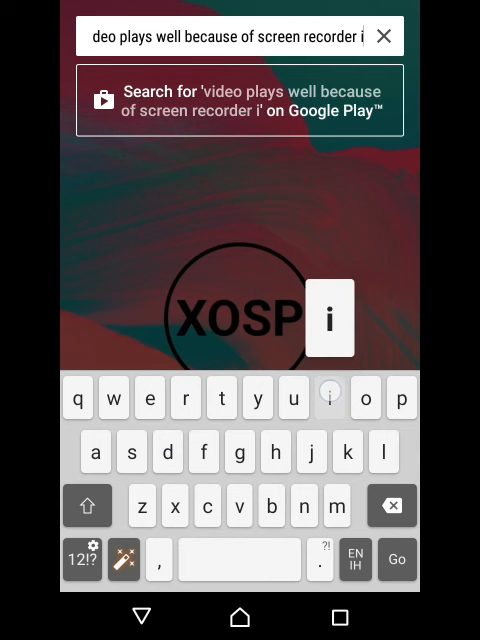 deo plays well because of screen recorder i
Search for 'video plays well because
of screen recorder i' on Google Play™
XOSP
i
q w e r t y u i o p
a s d f g h j k l
z x c v b n m
12!? , . ?! EN IH Go